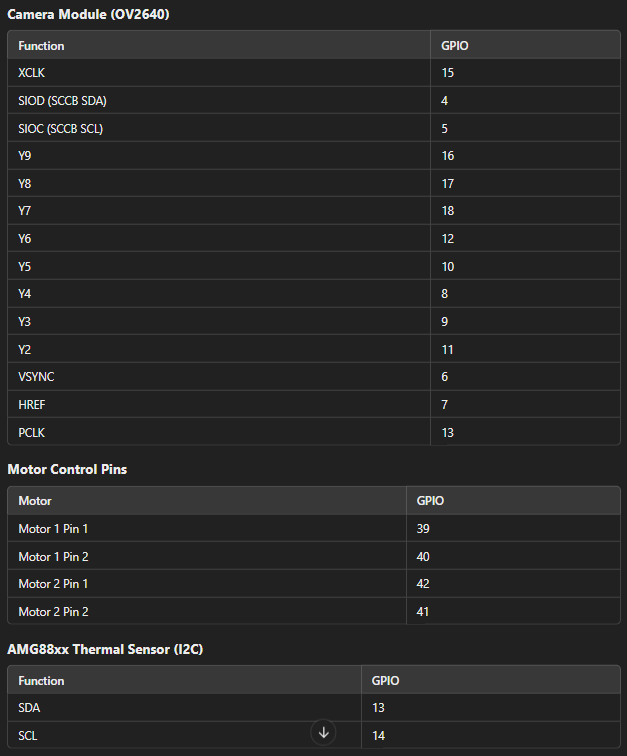 Camera Module (OV2640)
Function GPIO
XCLK 15
SIOD (SCCB SDA) 4
SIOC (SCCB SCL) 5
Y9 16
Y8 17
Y7 18
Y6 12
Y5 10
Y4 8
Y3 9
Y2 11
VSYNC 6
HREF 7
PCLK 13
Motor Control Pins
Motor GPIO
Motor 1 Pin 1 39
Motor 1 Pin 2 40
Motor 2 Pin 1 42
Motor 2 Pin 2 41
AMG88xx Thermal Sensor (I2C)
Function GPIO
SDA 13
SCL 14